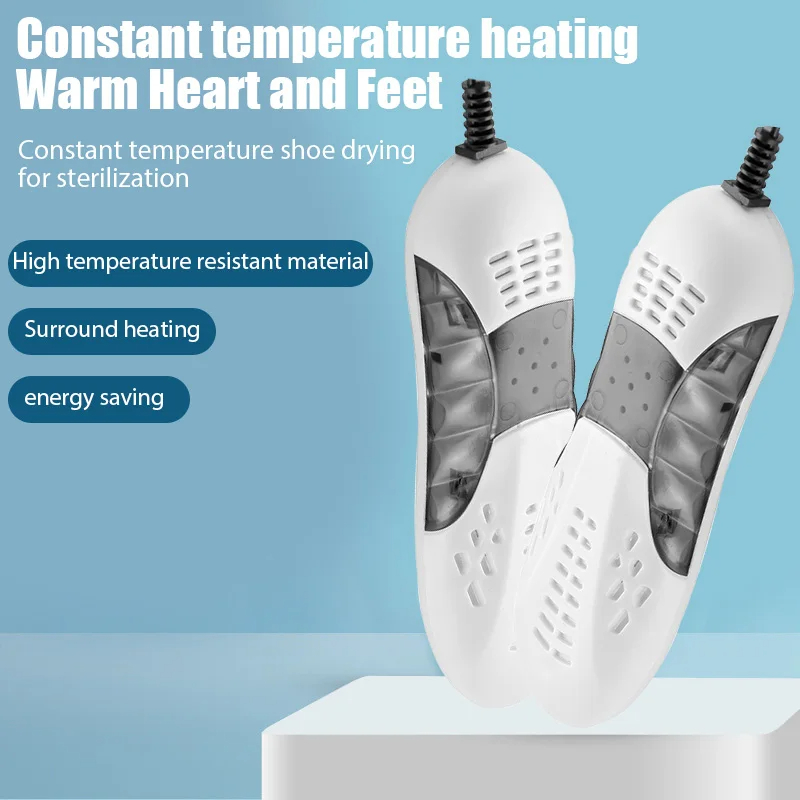 Constant temperature heating
Warm Heart and Feet
Constant temperature shoe drying
for sterilization
High temperature resistant material
Surround heating
energy saving